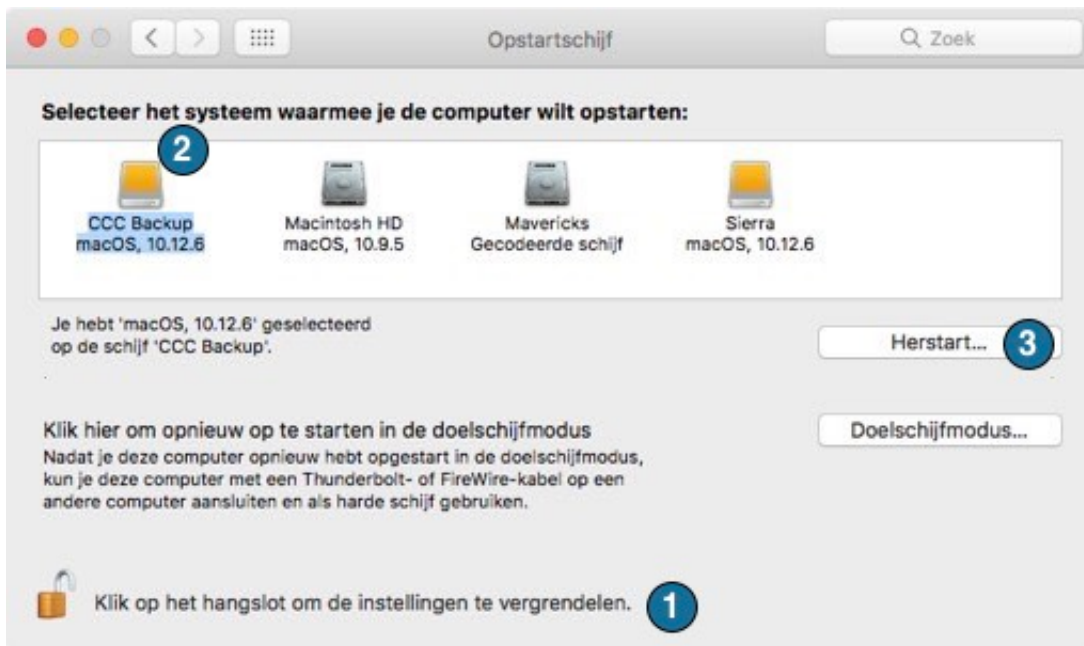 Opstartschijf
Zoek
Selecteer het systeem waarmee je de computer wilt opstarten:
2
CCC Backup
macOS, 10.12.6
Macintosh HD
macOS, 10.9.5
Mavericks
Gecodeerde schijf
Sierra
macOS, 10.12.6
Je hebt 'macOS, 10.12.6' geselecteerd
op de schijf 'CCC Backup'.
Herstart...
3
Klik hier om opnieuw op te starten in de doelschijfmodus
Doelschijfmodus...
Nadat je deze computer opnieuw hebt opgestart in de doelschijfmodus,
kun je deze computer met een Thunderbolt- of FireWire-kabel op een
andere computer aansluiten en als harde schijf gebruiken.
Klik op het hangslot om de instellingen te vergrendelen.
1